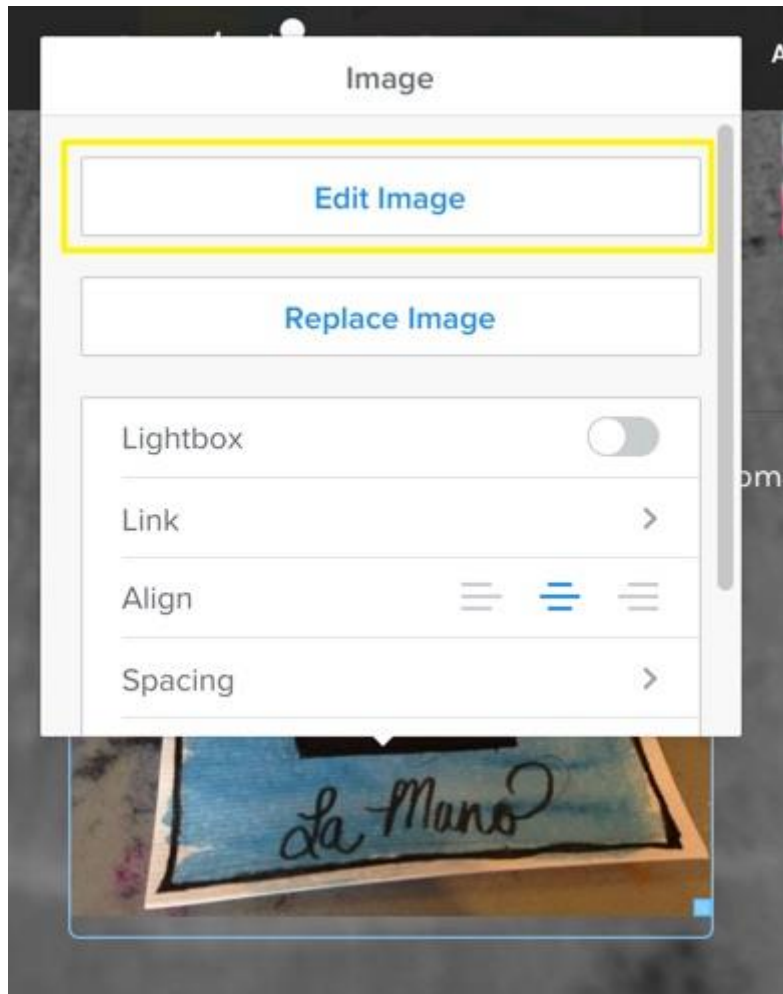 Image
Edit Image
Replace Image
Lightbox
Link
Align
Spacing
La Mano